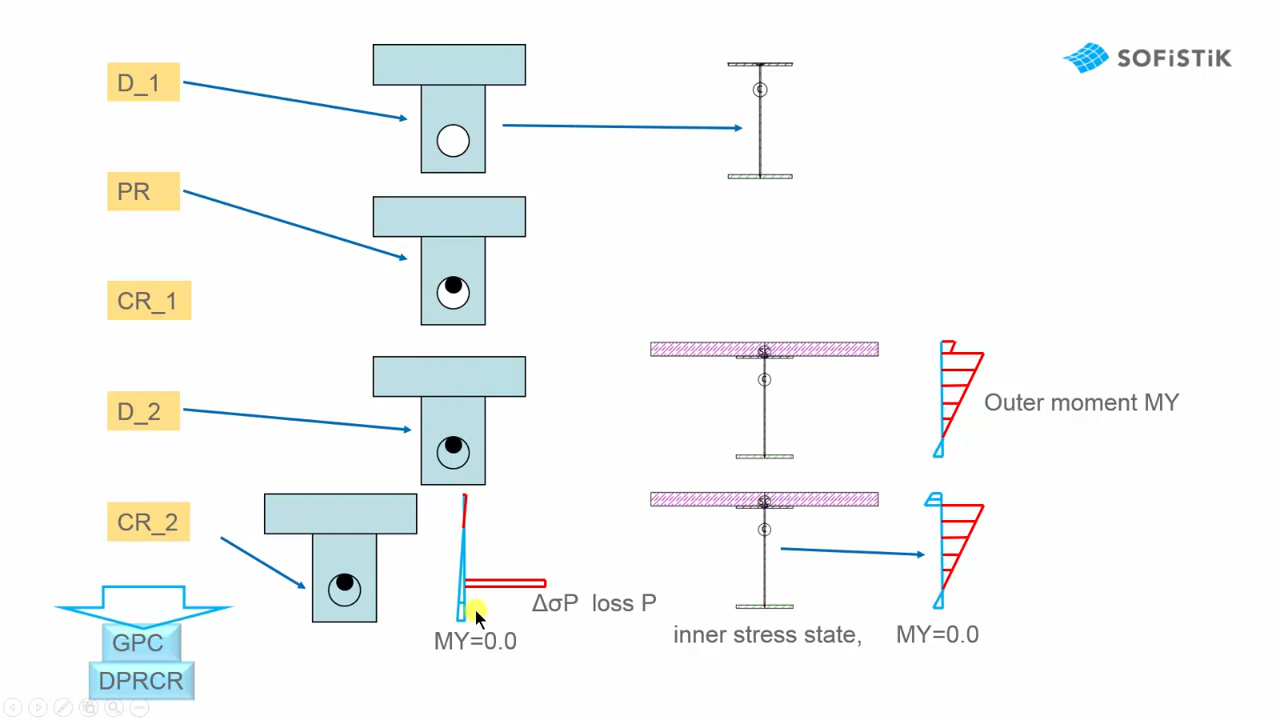 D_1
SOFiSTiK
C
PR
CR_1
C
D_2
Outer moment MY
CR_2
C
ΔσP loss P
MY=0.0
inner stress state, MY=0.0
GPC
DPRCR